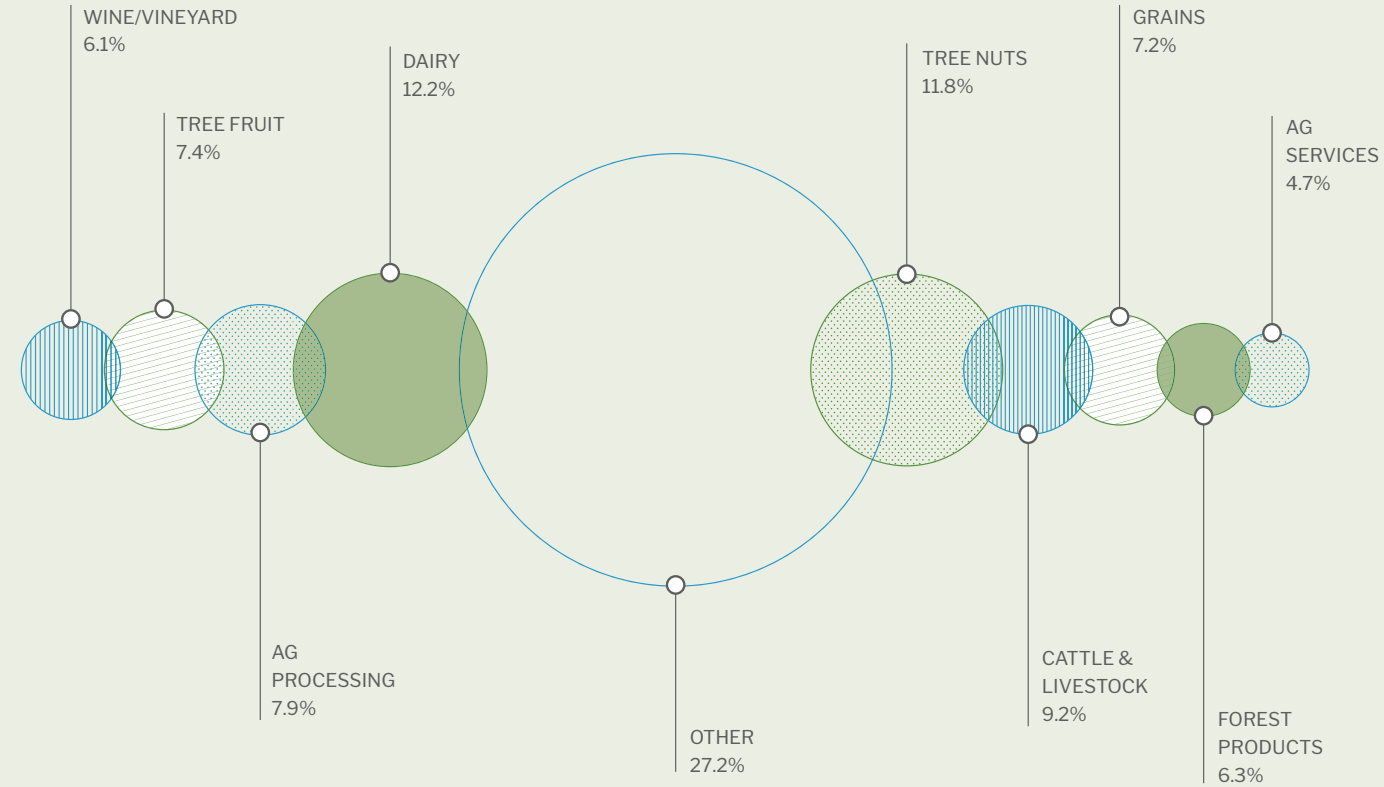 WINE/VINEYARD
6.1%
TREE FRUIT
7.4%
AG
PROCESSING
7.9%
DAIRY
12.2%
OTHER
27.2%
TREE NUTS
11.8%
CATTLE &
LIVESTOCK
9.2%
GRAINS
7.2%
FOREST
PRODUCTS
6.3%
AG
SERVICES
4.7%